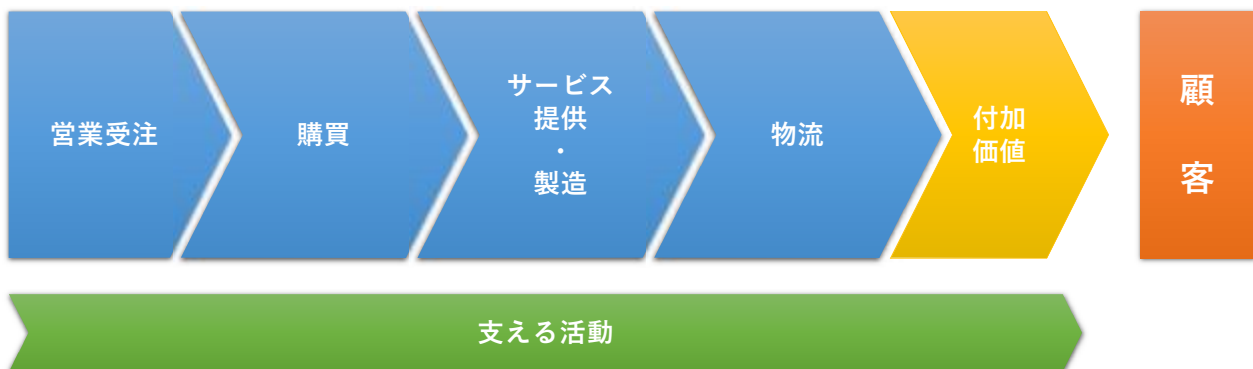 営業受注
購買
サービス
提供
・
製造
物流
付加
価値
顧
客
支える活動